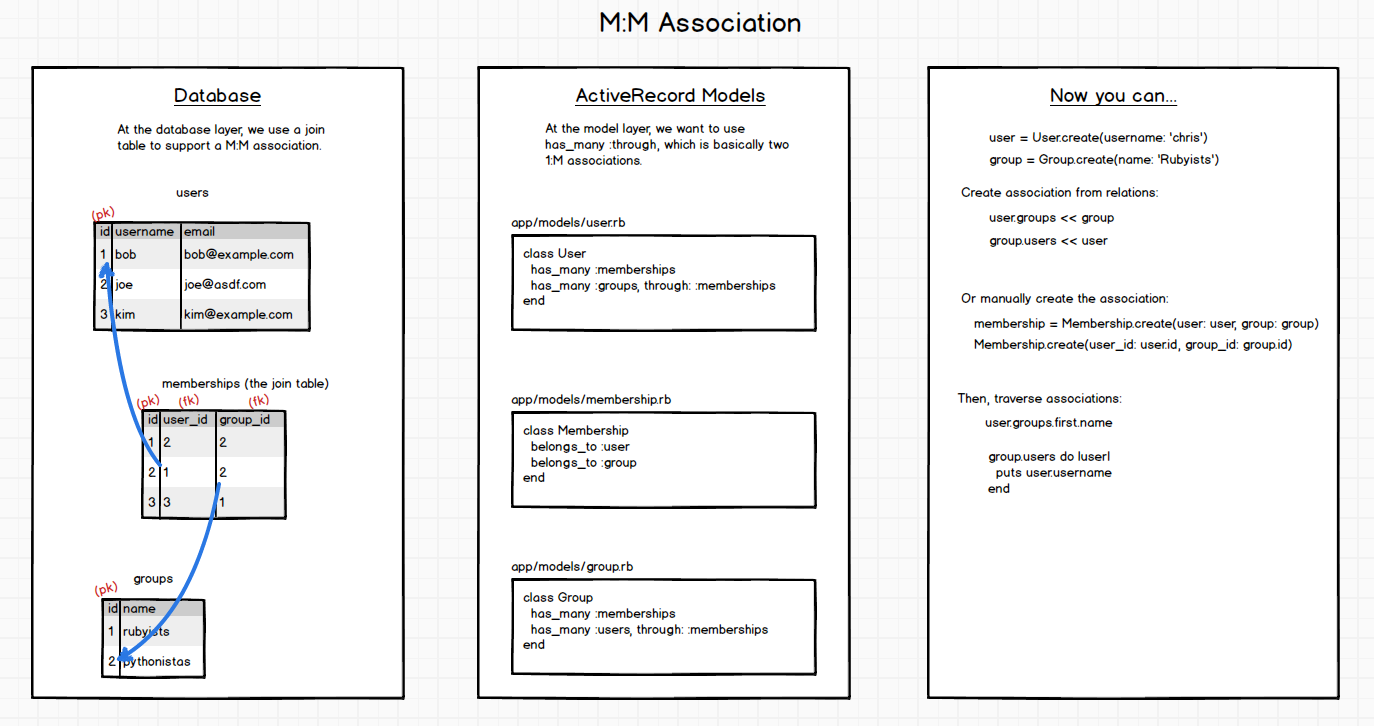 M:M Association
Database
At the database layer, we use a join
table to support a M:M association.
users
(pk)
id username email
1 bob bob@example.com
2 joe joe@asdf.com
3 kim kim@example.com
memberships (the join table)
(pk) (fk) (fk)
id user_id group_id
1 2 2
2 1 2
3 3 1
groups
(pk)
id name
1 rubyists
2 pythonistas
ActiveRecord Models
At the model layer, we want to use
has_many :through, which is basically two
1:M associations.
app/models/user.rb
class User
has_many :memberships
has_many :groups, through: :memberships
end
app/models/membership.rb
class Membership
belongs_to :user
belongs_to :group
end
app/models/group.rb
class Group
has_many :memberships
has_many :users, through: :memberships
end
Now you can...
user = User.create(username: 'chris')
group = Group.create(name: 'Rubyists')
Create association from relations:
user.groups << group
group.users << user
Or manually create the association:
membership = Membership.create(user: user, group: group)
Membership.create(user_id: user.id, group_id: group.id)
Then, traverse associations:
user.groups.first.name
group.users do |user|
puts user.username
end